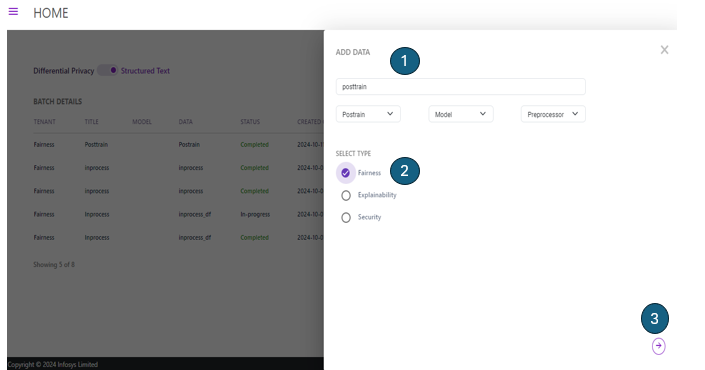 HOME
Differential Privacy Structured Text
BATCH DETAILS
TENANT TITLE MODEL DATA STATUS CREATED
Fairness Posttrain Postrain Completed 2024-10-1
Fairness Inprocess inprocess Completed 2024-10-0
Fairness Inprocess inprocess Completed 2024-10-0
Fairness Inprocess inprocess_df In-progress 2024-10-0
Fairness Inprocess inprocess_df Completed 2024-10-0
Showing 5 of 8
Copyright © 2024 Infosys Limited
ADD DATA 1 X
posttrain
Postrain Model Preprocessor
SELECT TYPE
Fairness 2
Explainability
Security
3